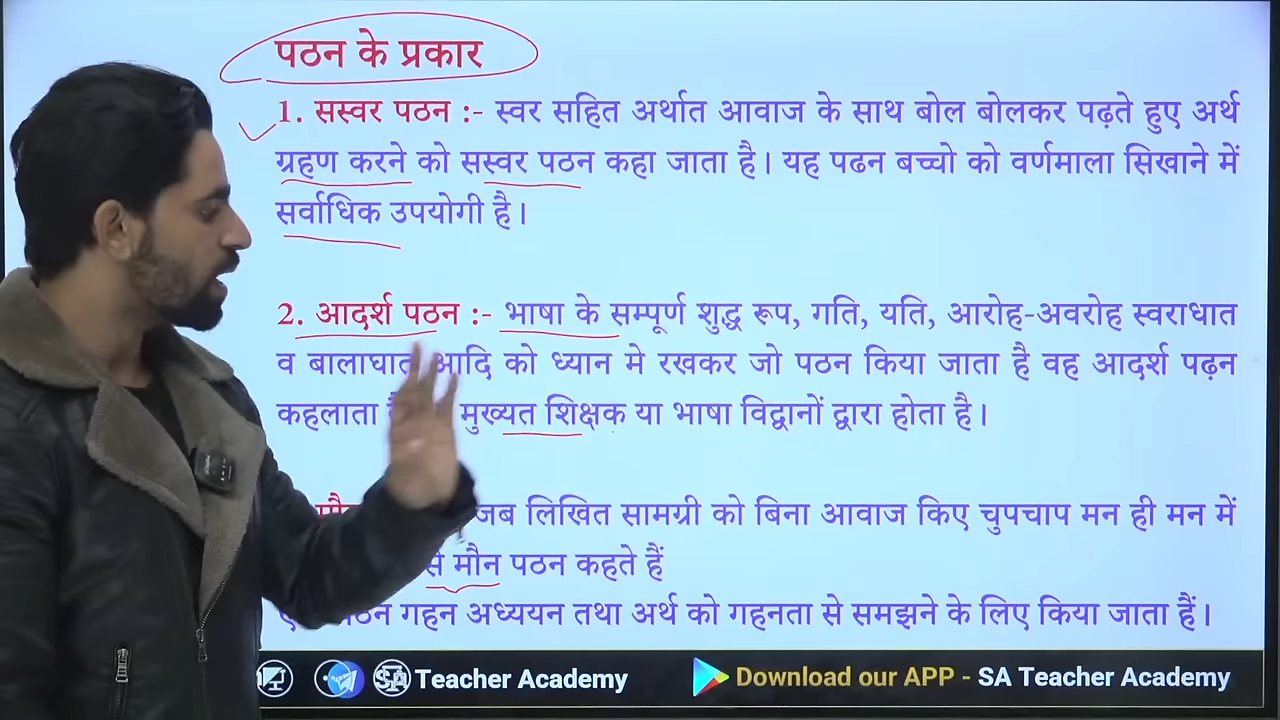 पठन के प्रकार
1. सस्वर पठन :- स्वर सहित अर्थात आवाज के साथ बोल बोलकर पढ़ते हुए अर्थ
ग्रहण करने को सस्वर पठन कहा जाता है। यह पढन बच्चो को वर्णमाला सिखाने में
सर्वाधिक उपयोगी है।
2. आदर्श पठन :- भाषा के सम्पूर्ण शुद्ध रूप, गति, यति, आरोह-अवरोह स्वराधात
व बालाघात आदि को ध्यान मे रखकर जो पठन किया जाता है वह आदर्श पढ़न
कहलाता मुख्यत शिक्षक या भाषा विद्वानों द्वारा होता है।
जब लिखित सामग्री को बिना आवाज किए चुपचाप मन ही मन में
मौन पठन कहते हैं
गहन अध्ययन तथा अर्थ को गहनता से समझने के लिए किया जाता हैं।
SA Teacher Academy Download our APP - SA Teacher Academy